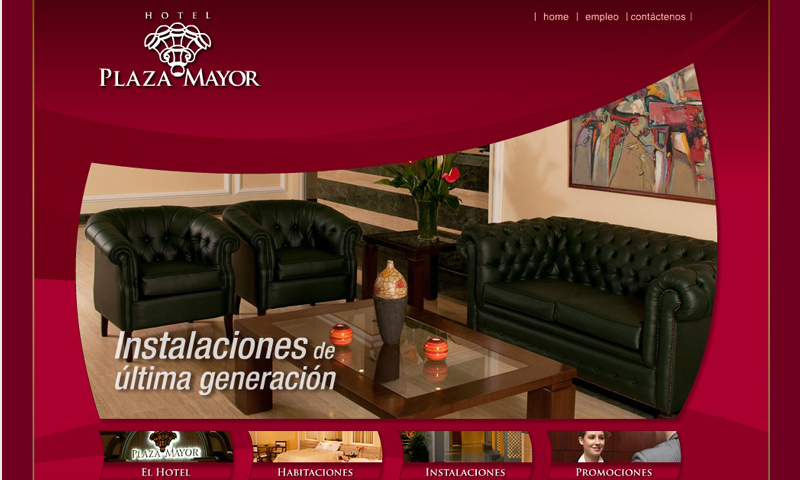 HOTEL
PLAZA MAYOR
| home | empleo | contáctenos |
Instalaciones de
última generación
PLAZA MAYOR
EL HOTEL
HABITACIONES
INSTALACIONES
PROMOCIONES